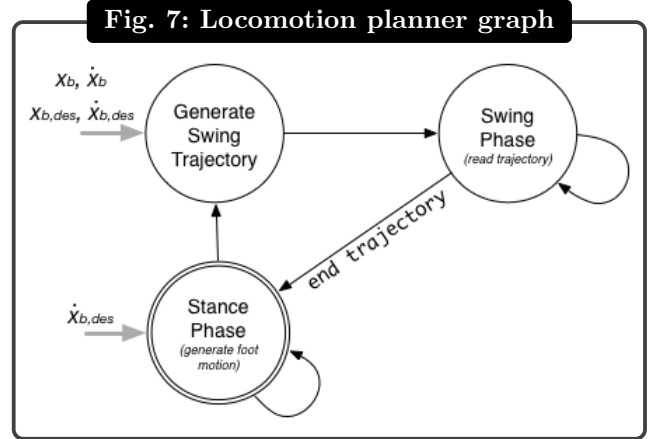 Fig. 7: Locomotion planner graph
xb, ẋb
xb,des, ẋb,des
Generate
Swing
Trajectory
Swing
Phase
(read trajectory)
end trajectory
ẋb,des
Stance
Phase
(generate foot
motion)